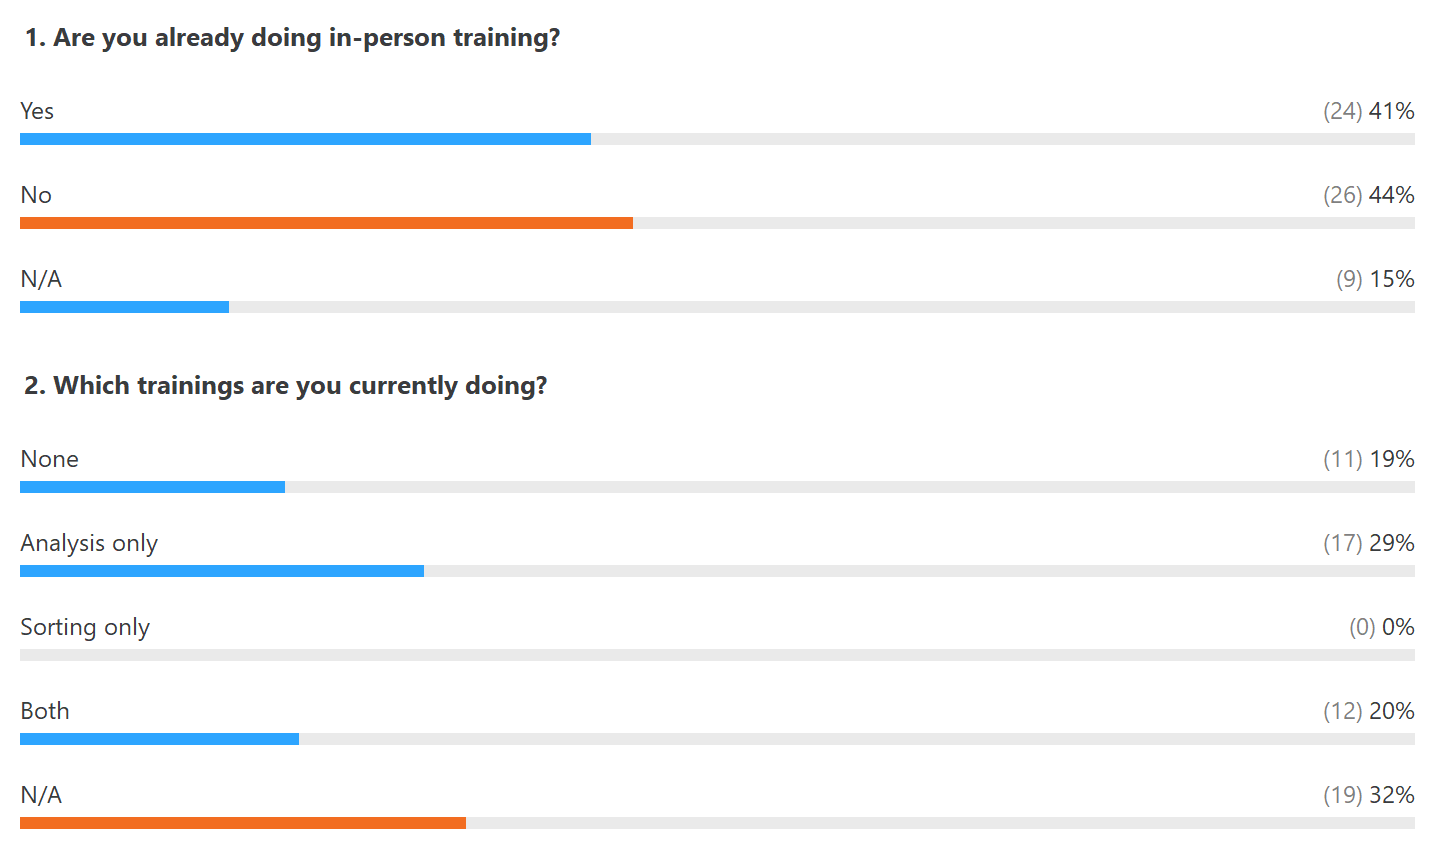 1. Are you already doing in-person training?
Yes (24) 41%
No (26) 44%
N/A (9) 15%
2. Which trainings are you currently doing?
None (11) 19%
Analysis only (17) 29%
Sorting only (0) 0%
Both (12) 20%
N/A (19) 32%